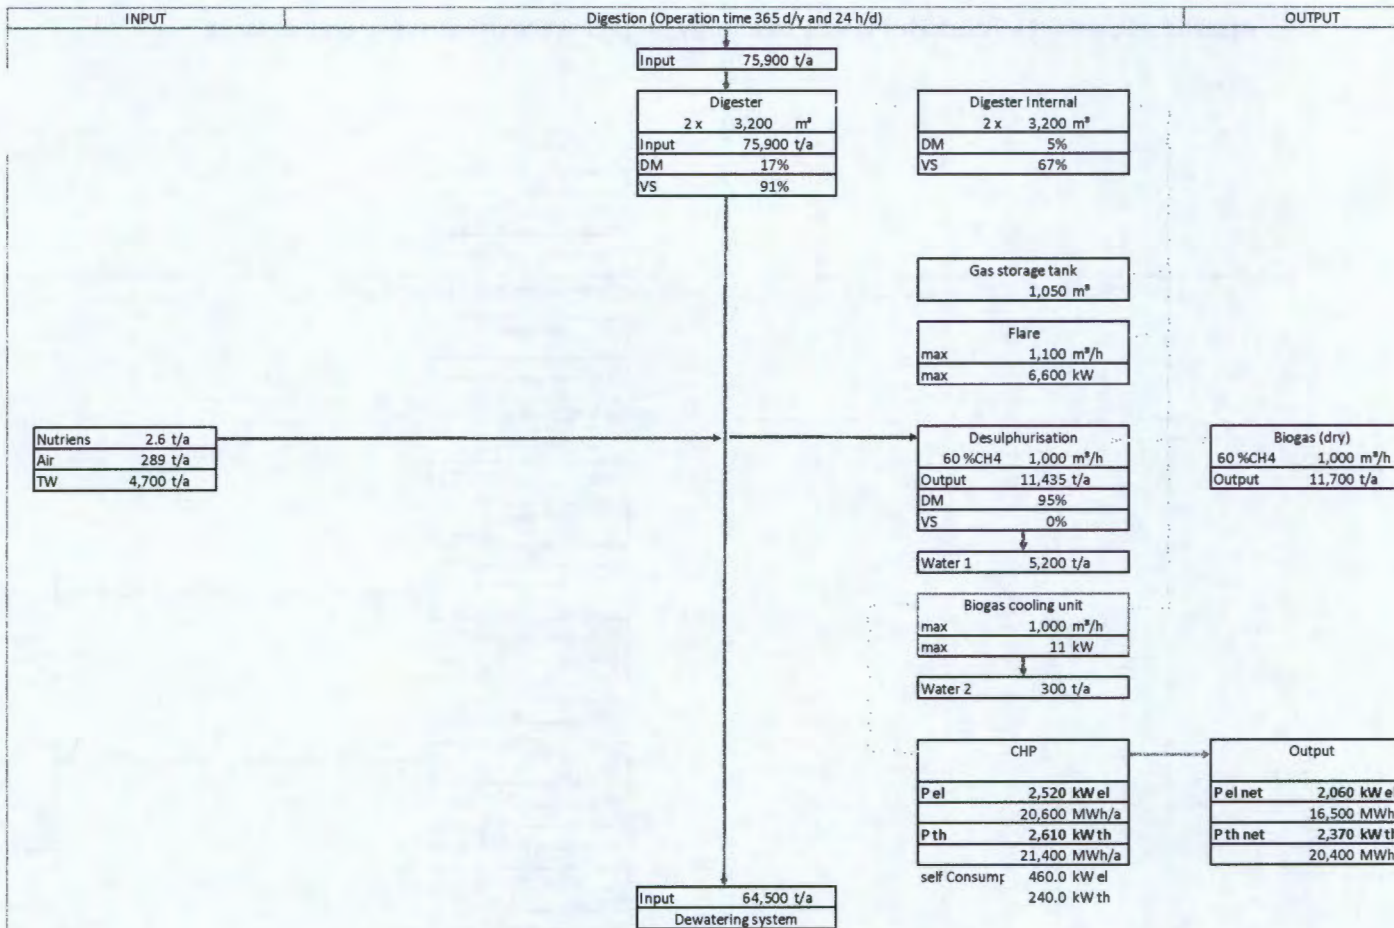 INPUT Digestion (Operation time 365 d/y and 24 h/d) OUTPUT
Input 75,900 t/a
Digester
2 x 3,200 m³
Input 75,900 t/a
DM 17%
VS 91%
Digester Internal
2 x 3,200 m³
DM 5%
VS 67%
Gas storage tank
1,050 m³
Flare
max 1,100 m³/h
max 6,600 kW
Nutriens 2.6 t/a
Air 289 t/a
TW 4,700 t/a
Desulphurisation
60 %CH4 1,000 m³/h
Output 11,435 t/a
DM 95%
VS 0%
Biogas (dry)
60 %CH4 1,000 m³/h
Output 11,700 t/a
Water 1 5,200 t/a
Biogas cooling unit
max 1,000 m³/h
max 11 kW
Water 2 300 t/a
CHP
P el 2,520 kW el
20,600 MWh/a
P th 2,610 kW th
21,400 MWh/a
self Consump 460.0 kW el
240.0 kW th
Output
P el net 2,060 kW el
16,500 MWh
P th net 2,370 kW th
20,400 MWh
Input 64,500 t/a
Dewatering system